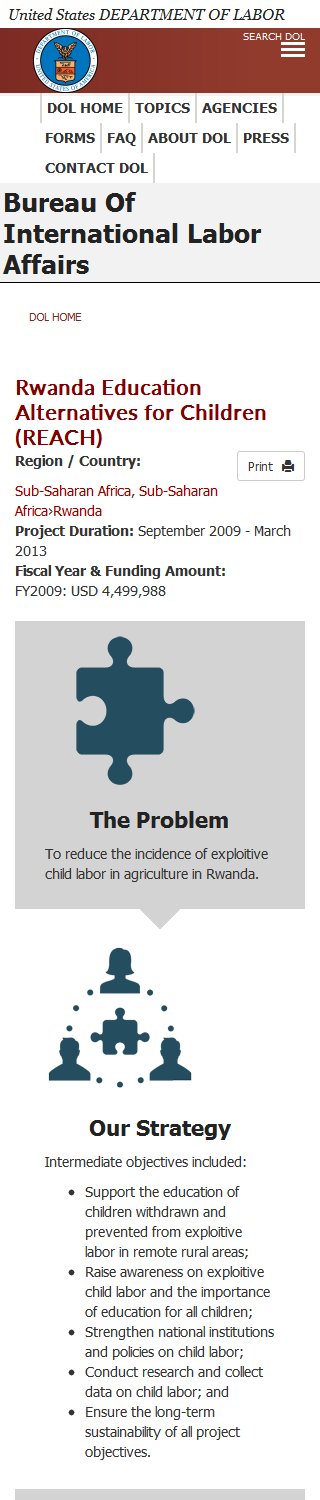 United States DEPARTMENT OF LABOR
SEARCH DOL
DOL HOME TOPICS AGENCIES
FORMS FAQ ABOUT DOL PRESS
CONTACT DOL
Bureau Of
International Labor
Affairs
DOL HOME
Rwanda Education
Alternatives for Children
(REACH)
Region / Country:
Print
Sub-Saharan Africa, Sub-Saharan
Africa>Rwanda
Project Duration: September 2009 - March
2013
Fiscal Year & Funding Amount:
FY2009: USD 4,499,988
The Problem
To reduce the incidence of exploitive
child labor in agriculture in Rwanda.
Our Strategy
Intermediate objectives included:
• Support the education of
children withdrawn and
prevented from exploitive
labor in remote rural areas;
• Raise awareness on exploitive
child labor and the importance
of education for all children;
• Strengthen national institutions
and policies on child labor;
• Conduct research and collect
data on child labor; and
• Ensure the long-term
sustainability of all project
objectives.